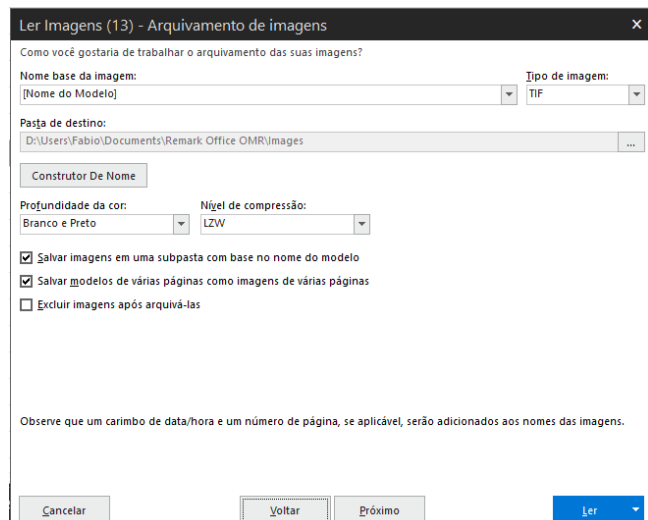 Ler Imagens (13) - Arquivamento de imagens
Como você gostaria de trabalhar o arquivamento das suas imagens?
Nome base da imagem: Tipo de imagem:
[Nome do Modelo] TIF
Pasta de destino:
D:\Users\Fabio\Documents\Remark Office OMR\Images ...
Construtor De Nome
Profundidade da cor: Nível de compressão:
Branco e Preto LZW
Salvar imagens em uma subpasta com base no nome do modelo
Salvar modelos de várias páginas como imagens de várias páginas
Excluir imagens após arquivá-las
Observe que um carimbo de data/hora e um número de página, se aplicável, serão adicionados aos nomes das imagens.
Cancelar Voltar Próximo Ler